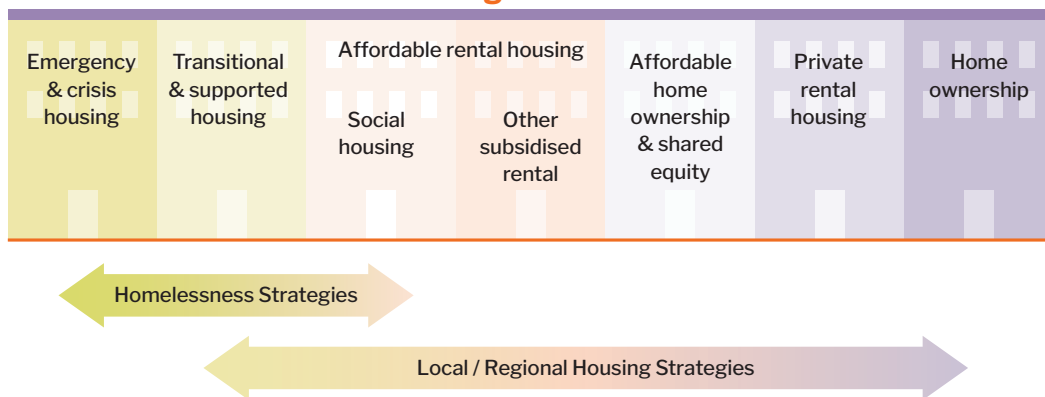 Emergency
& crisis
housing
Transitional
& supported
housing
Affordable rental housing
Social
housing
Other
subsidised
rental
Affordable
home
ownership
& shared
equity
Private
rental
housing
Home
ownership
Homelessness Strategies
Local / Regional Housing Strategies